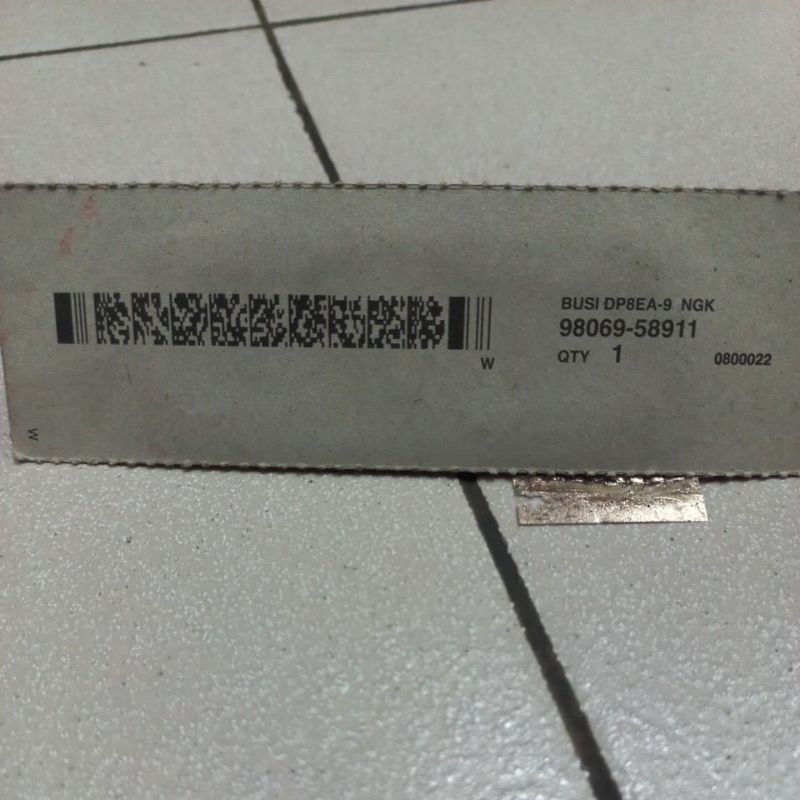 BUSI DP8EA-9 NGK
98069-58911
QTY 1 0800022
W
W